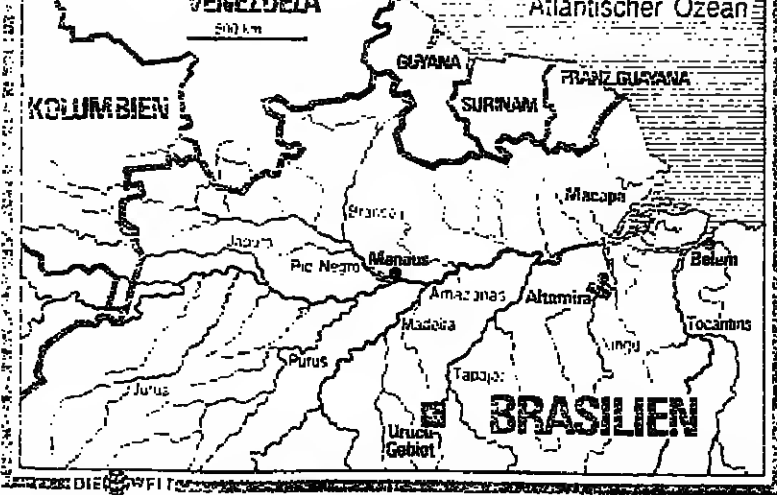 VENEZUELA
Atlantischer Ozean
500 km
GUYANA
FRANZ.GUAYANA
KOLUMBIEN
SURINAM
Macapa
Branco
Japura
Manaus
Rio Negro
Belem
Amazonas
Altamira
Madeira
Tocantins
Xingu
Purus
Tapajos
Jurua
BRASILIEN
Urucu
Gebiet
DIE WELT